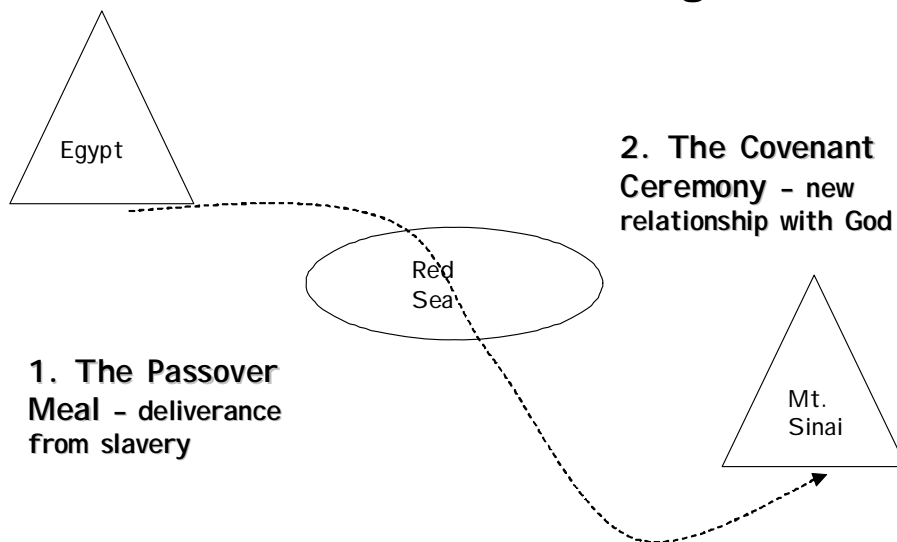 Egypt
2. The Covenant
Ceremony – new
relationship with God
Red
Sea
1. The Passover
Meal – deliverance
from slavery
Mt.
Sinai